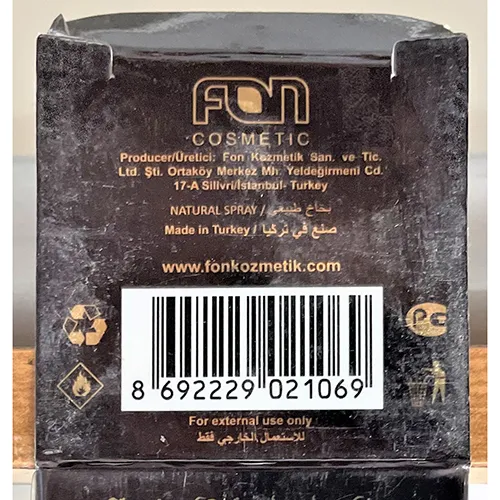 FON
COSMETIC
Producer/Üretici: Fon Kozmetik San. ve Tic.
Ltd. Şti. Ortaköy Merkez Mh. Yeldeğirmeni Cd.
17-A Silivri/İstanbul- Turkey
NATURAL SPRAY / بخاخ طبيعي
Made in Turkey / صنع في تركيا
www.fonkozmetik.com
8 692229 021069
For external use only
للاستعمال الخارجي فقط